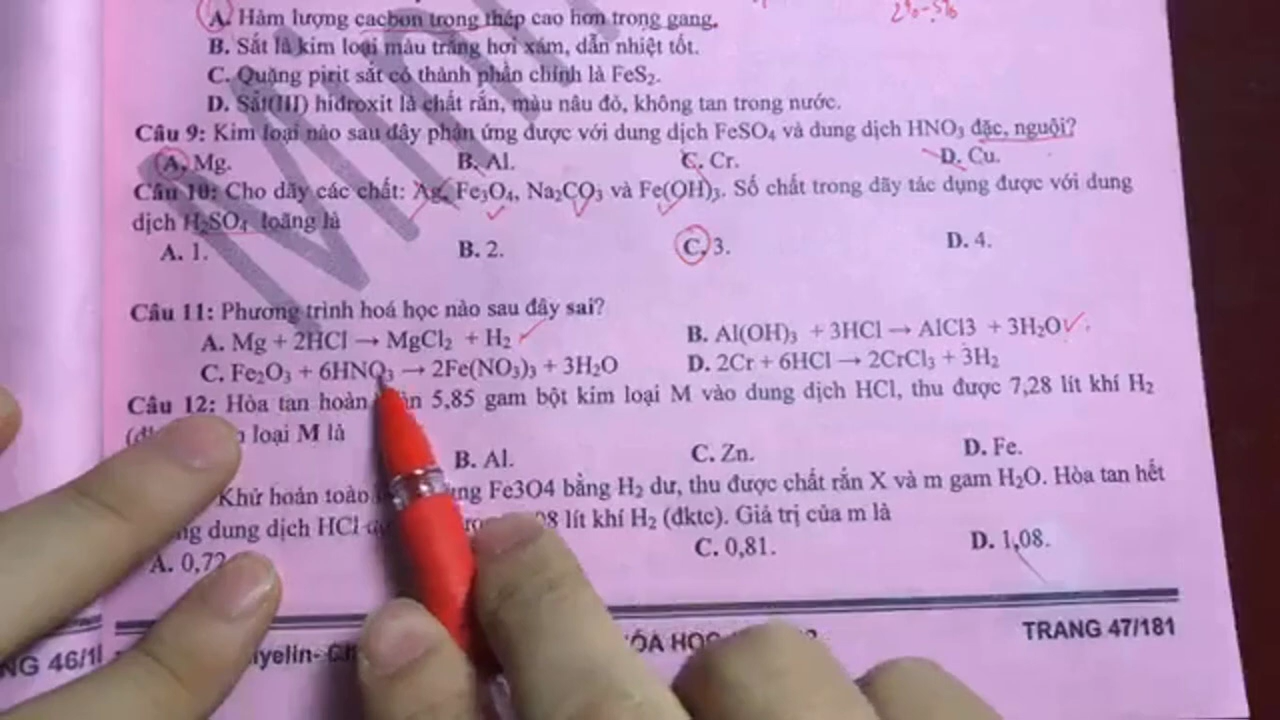 A. Hàm lượng cacbon trong thép cao hơn trong gang.
2%-5%
B. Sắt là kim loại màu trắng hơi xám, dẫn nhiệt tốt.
C. Quặng pirit sắt có thành phần chính là FeS₂.
D. Sắt(III) hiđroxit là chất rắn, màu nâu đỏ, không tan trong nước.
Câu 9: Kim loại nào sau đây phản ứng được với dung dịch FeSO₄ và dung dịch HNO₃ đặc, nguội?
A. Mg. B. Al. C. Cr. D. Cu.
Câu 10: Cho dãy các chất: Ag, Fe₃O₄, Na₂CO₃ và Fe(OH)₃. Số chất trong dãy tác dụng được với dung
dịch H₂SO₄ loãng là
A. 1. B. 2. C. 3. D. 4.
Câu 11: Phương trình hoá học nào sau đây sai?
A. Mg + 2HCl → MgCl₂ + H₂ B. Al(OH)₃ + 3HCl → AlCl3 + 3H₂O
C. Fe₂O₃ + 6HNO₃ → 2Fe(NO₃)₃ + 3H₂O D. 2Cr + 6HCl → 2CrCl₃ + 3H₂
Câu 12: Hòa tan hoàn 5,85 gam bột kim loại M vào dung dịch HCl, thu được 7,28 lít khí H₂
loại M là
B. Al. C. Zn. D. Fe.
Khử hoàn toàn Fe3O4 bằng H₂ dư, thu được chất rắn X và m gam H₂O. Hòa tan hết
dung dịch HCl lít khí H₂ (đktc). Giá trị của m là
A. 0,72 C. 0,81. D. 1,08.
NG 46/1 ÓA HỌC TRANG 47/181